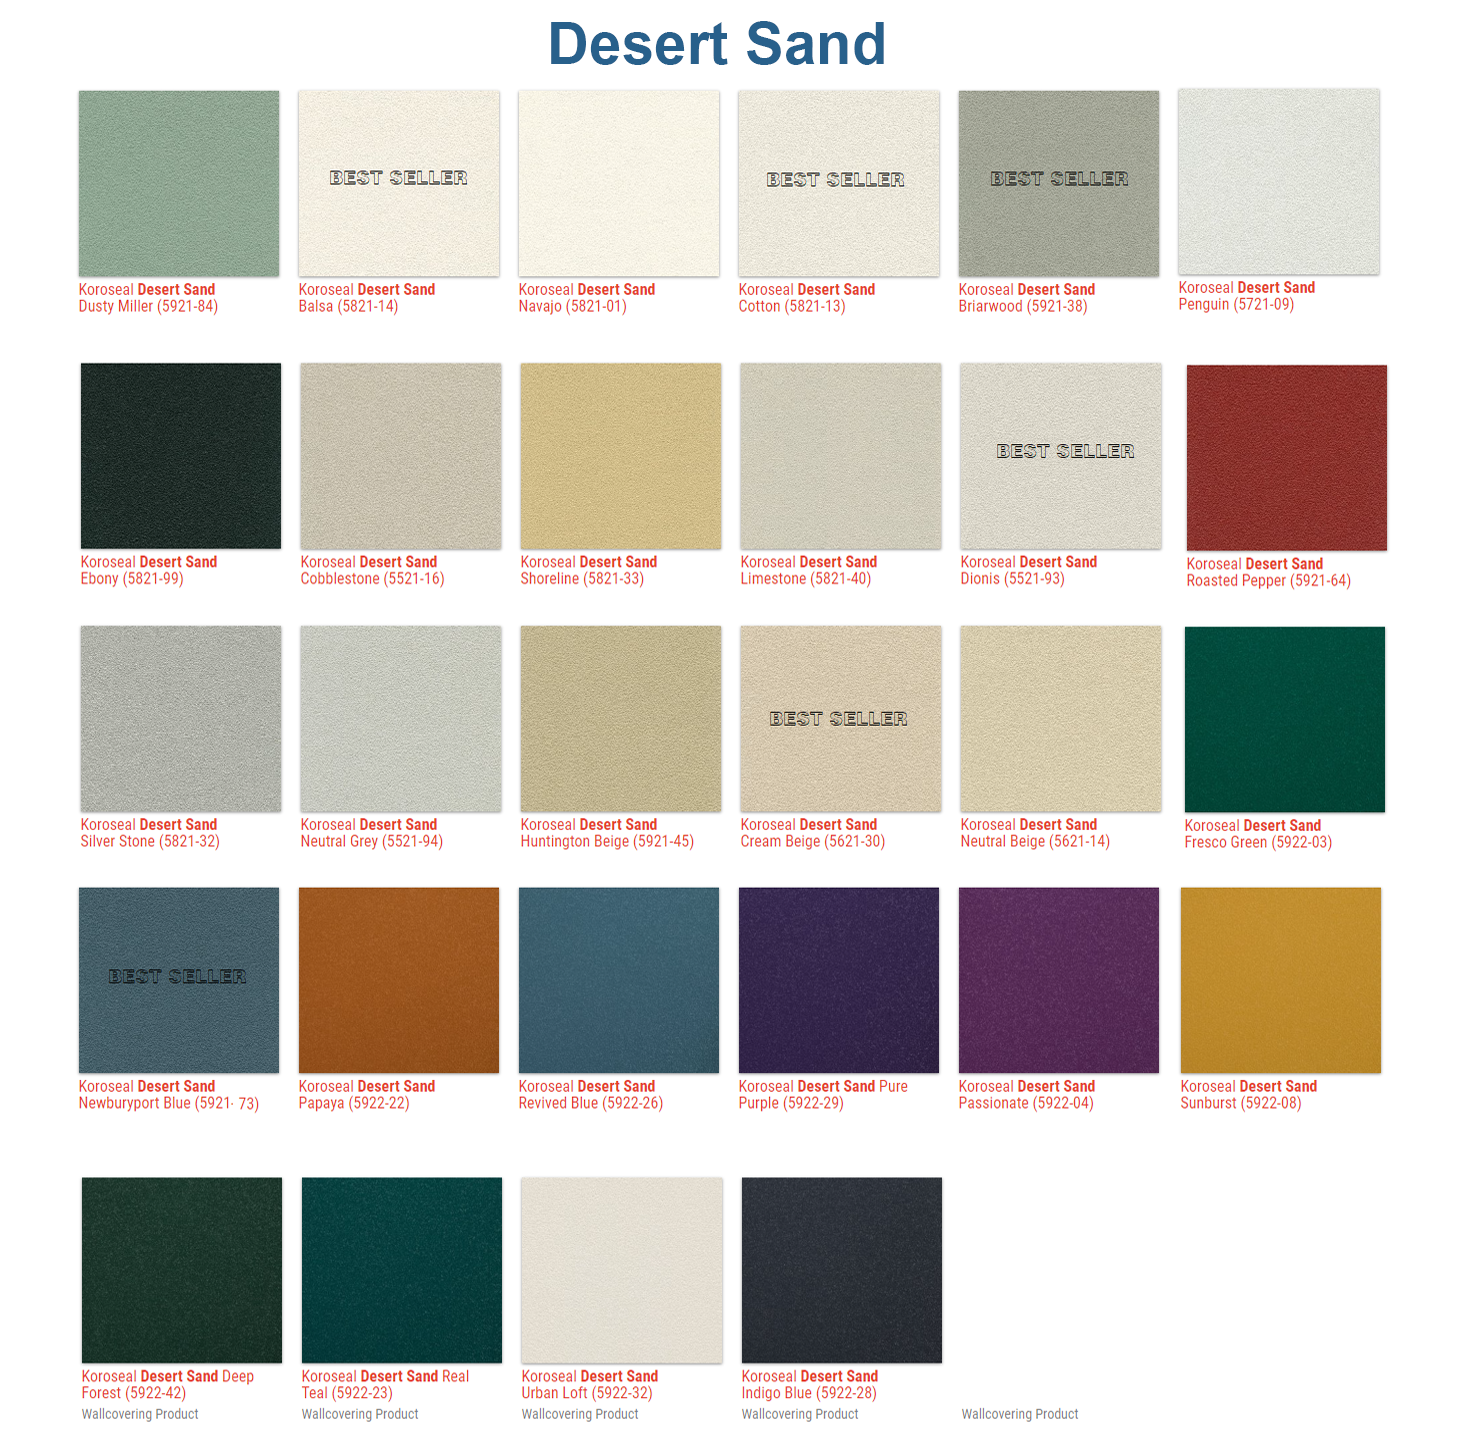 Desert Sand
BEST SELLER
BEST SELLER
BEST SELLER
Koroseal Desert Sand
Dusty Miller (5921-84)
Koroseal Desert Sand
Balsa (5821-14)
Koroseal Desert Sand
Navajo (5821-01)
Koroseal Desert Sand
Cotton (5821-13)
Koroseal Desert Sand
Briarwood (5921-38)
Koroseal Desert Sand
Penguin (5721-09)
BEST SELLER
Koroseal Desert Sand
Ebony (5821-99)
Koroseal Desert Sand
Cobblestone (5521-16)
Koroseal Desert Sand
Shoreline (5821-33)
Koroseal Desert Sand
Limestone (5821-40)
Koroseal Desert Sand
Dionis (5521-93)
Koroseal Desert Sand
Roasted Pepper (5921-64)
BEST SELLER
Koroseal Desert Sand
Silver Stone (5821-32)
Koroseal Desert Sand
Neutral Grey (5521-94)
Koroseal Desert Sand
Huntington Beige (5921-45)
Koroseal Desert Sand
Cream Beige (5621-30)
Koroseal Desert Sand
Neutral Beige (5621-14)
Koroseal Desert Sand
Fresco Green (5922-03)
BEST SELLER
Koroseal Desert Sand
Newburyport Blue (5921- 73)
Koroseal Desert Sand
Papaya (5922-22)
Koroseal Desert Sand
Revived Blue (5922-26)
Koroseal Desert Sand Pure
Purple (5922-29)
Koroseal Desert Sand
Passionate (5922-04)
Koroseal Desert Sand
Sunburst (5922-08)
Koroseal Desert Sand Deep
Forest (5922-42)
Wallcovering Product
Koroseal Desert Sand Real
Teal (5922-23)
Wallcovering Product
Koroseal Desert Sand
Urban Loft (5922-32)
Wallcovering Product
Koroseal Desert Sand
Indigo Blue (5922-28)
Wallcovering Product
Wallcovering Product